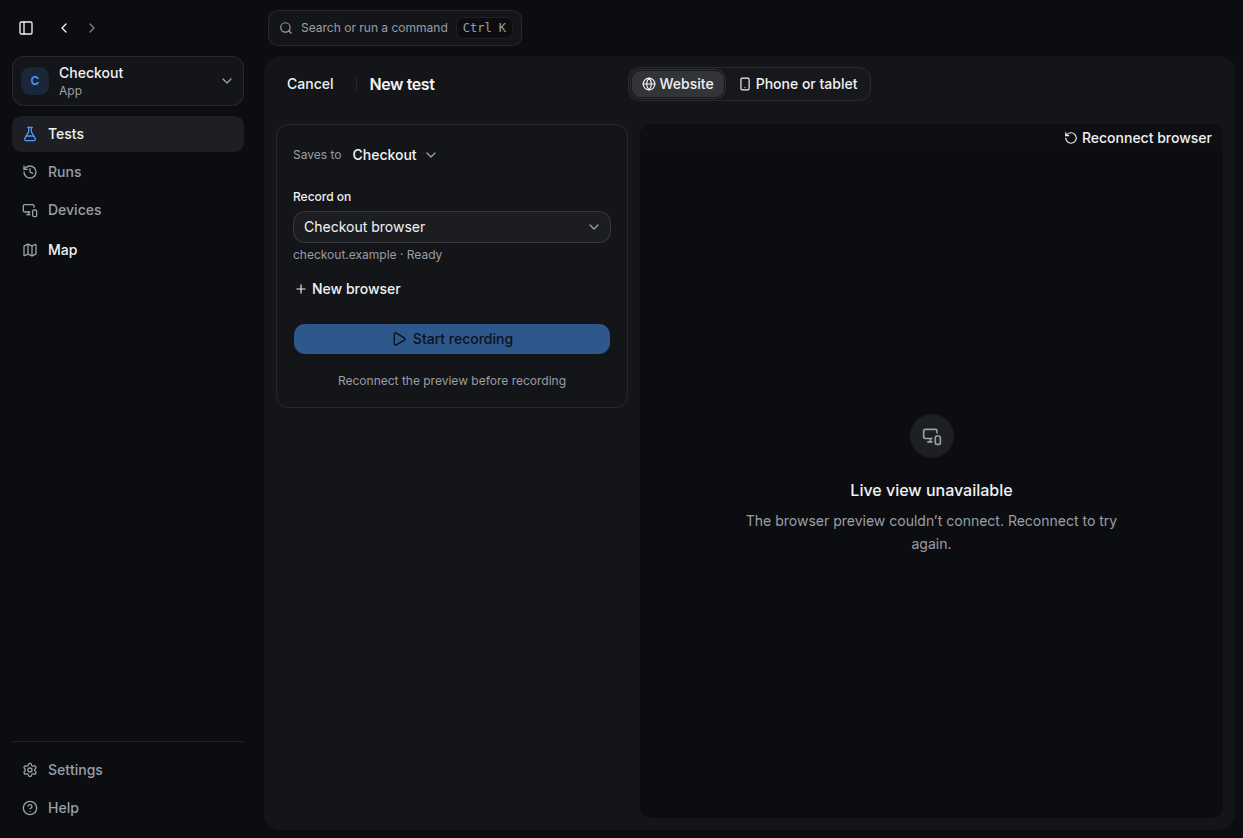 Search or run a command Ctrl K
C
Checkout
App
Tests
Runs
Devices
Map
Settings
Help
Cancel
New test
Website
Phone or tablet
Saves to Checkout
Record on
Checkout browser
checkout.example · Ready
New browser
Start recording
Reconnect the preview before recording
Reconnect browser
Live view unavailable
The browser preview couldn’t connect. Reconnect to try
again.